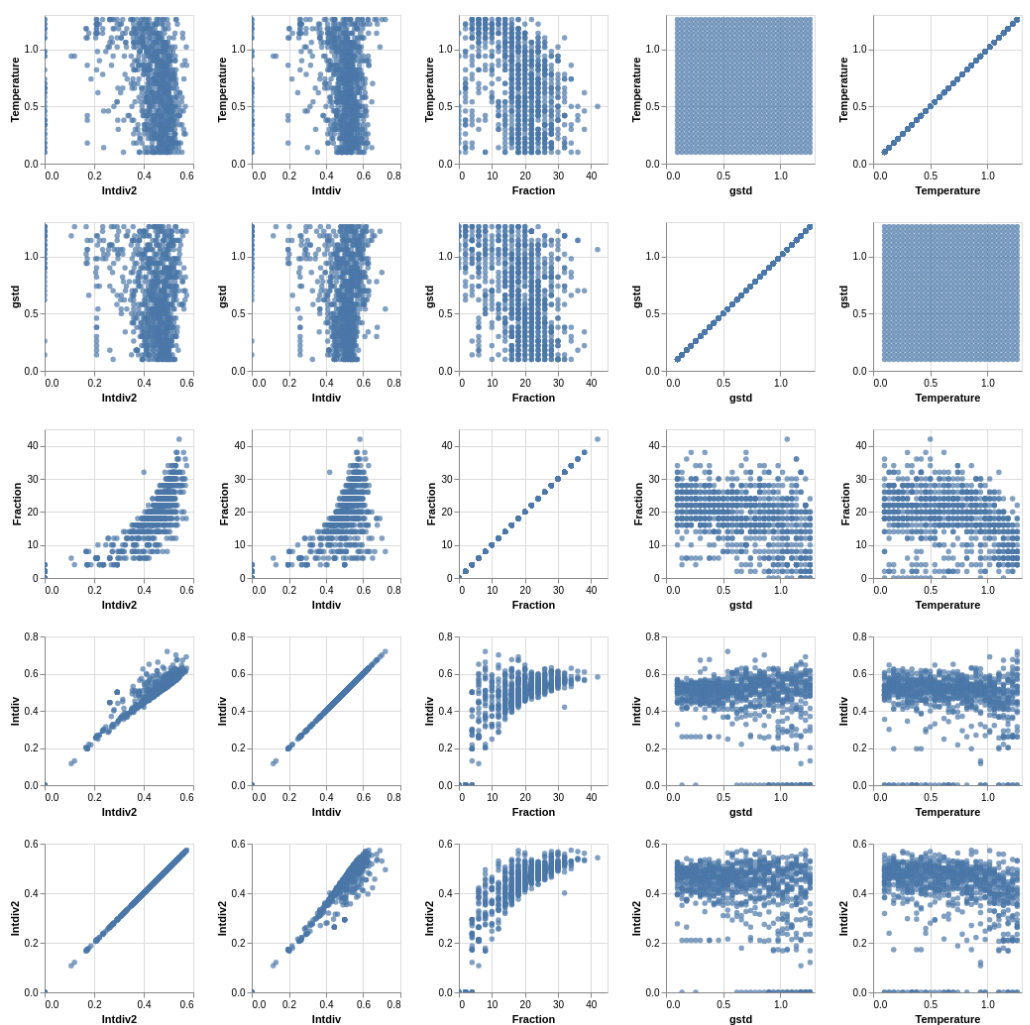 Temperature 1.0 0.5 0.0 0.0 0.2 0.4 0.6 Intdiv2
Temperature 1.0 0.5 0.0 0.0 0.2 0.4 0.6 0.8 Intdiv
Temperature 1.0 0.5 0.0 0 10 20 30 40 Fraction
Temperature 1.0 0.5 0.0 0.0 0.5 1.0 gstd
Temperature 1.0 0.5 0.0 0.0 0.5 1.0 Temperature
gstd 1.0 0.5 0.0 0.0 0.2 0.4 0.6 Intdiv2
gstd 1.0 0.5 0.0 0.0 0.2 0.4 0.6 0.8 Intdiv
gstd 1.0 0.5 0.0 0 10 20 30 40 Fraction
gstd 1.0 0.5 0.0 0.0 0.5 1.0 gstd
gstd 1.0 0.5 0.0 0.0 0.5 1.0 Temperature
Fraction 40 30 20 10 0 0.0 0.2 0.4 0.6 Intdiv2
Fraction 40 30 20 10 0 0.0 0.2 0.4 0.6 0.8 Intdiv
Fraction 40 30 20 10 0 0 10 20 30 40 Fraction
Fraction 40 30 20 10 0 0.0 0.5 1.0 gstd
Fraction 40 30 20 10 0 0.0 0.5 1.0 Temperature
Intdiv 0.8 0.6 0.4 0.2 0.0 0.0 0.2 0.4 0.6 Intdiv2
Intdiv 0.8 0.6 0.4 0.2 0.0 0.0 0.2 0.4 0.6 0.8 Intdiv
Intdiv 0.8 0.6 0.4 0.2 0.0 0 10 20 30 40 Fraction
Intdiv 0.8 0.6 0.4 0.2 0.0 0.0 0.5 1.0 gstd
Intdiv 0.8 0.6 0.4 0.2 0.0 0.0 0.5 1.0 Temperature
Intdiv2 0.6 0.4 0.2 0.0 0.0 0.2 0.4 0.6 Intdiv2
Intdiv2 0.6 0.4 0.2 0.0 0.0 0.2 0.4 0.6 0.8 Intdiv
Intdiv2 0.6 0.4 0.2 0.0 0 10 20 30 40 Fraction
Intdiv2 0.6 0.4 0.2 0.0 0.0 0.5 1.0 gstd
Intdiv2 0.6 0.4 0.2 0.0 0.0 0.5 1.0 Temperature